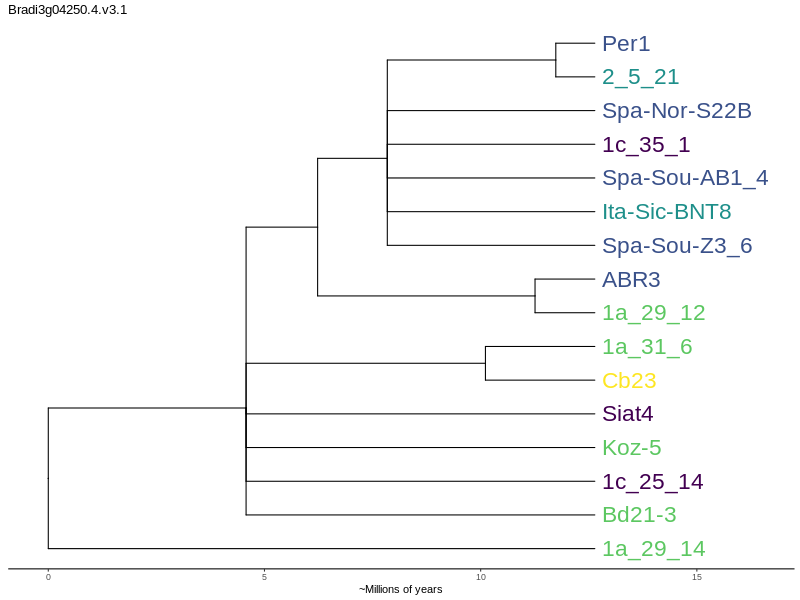 Bradi3g04250.4.v3.1
Per1
2_5_21
Spa-Nor-S22B
1c_35_1
Spa-Sou-AB1_4
Ita-Sic-BNT8
Spa-Sou-Z3_6
ABR3
1a_29_12
1a_31_6
Cb23
Siat4
Koz-5
1c_25_14
Bd21-3
1a_29_14
0 5 10 15
~Millions of years